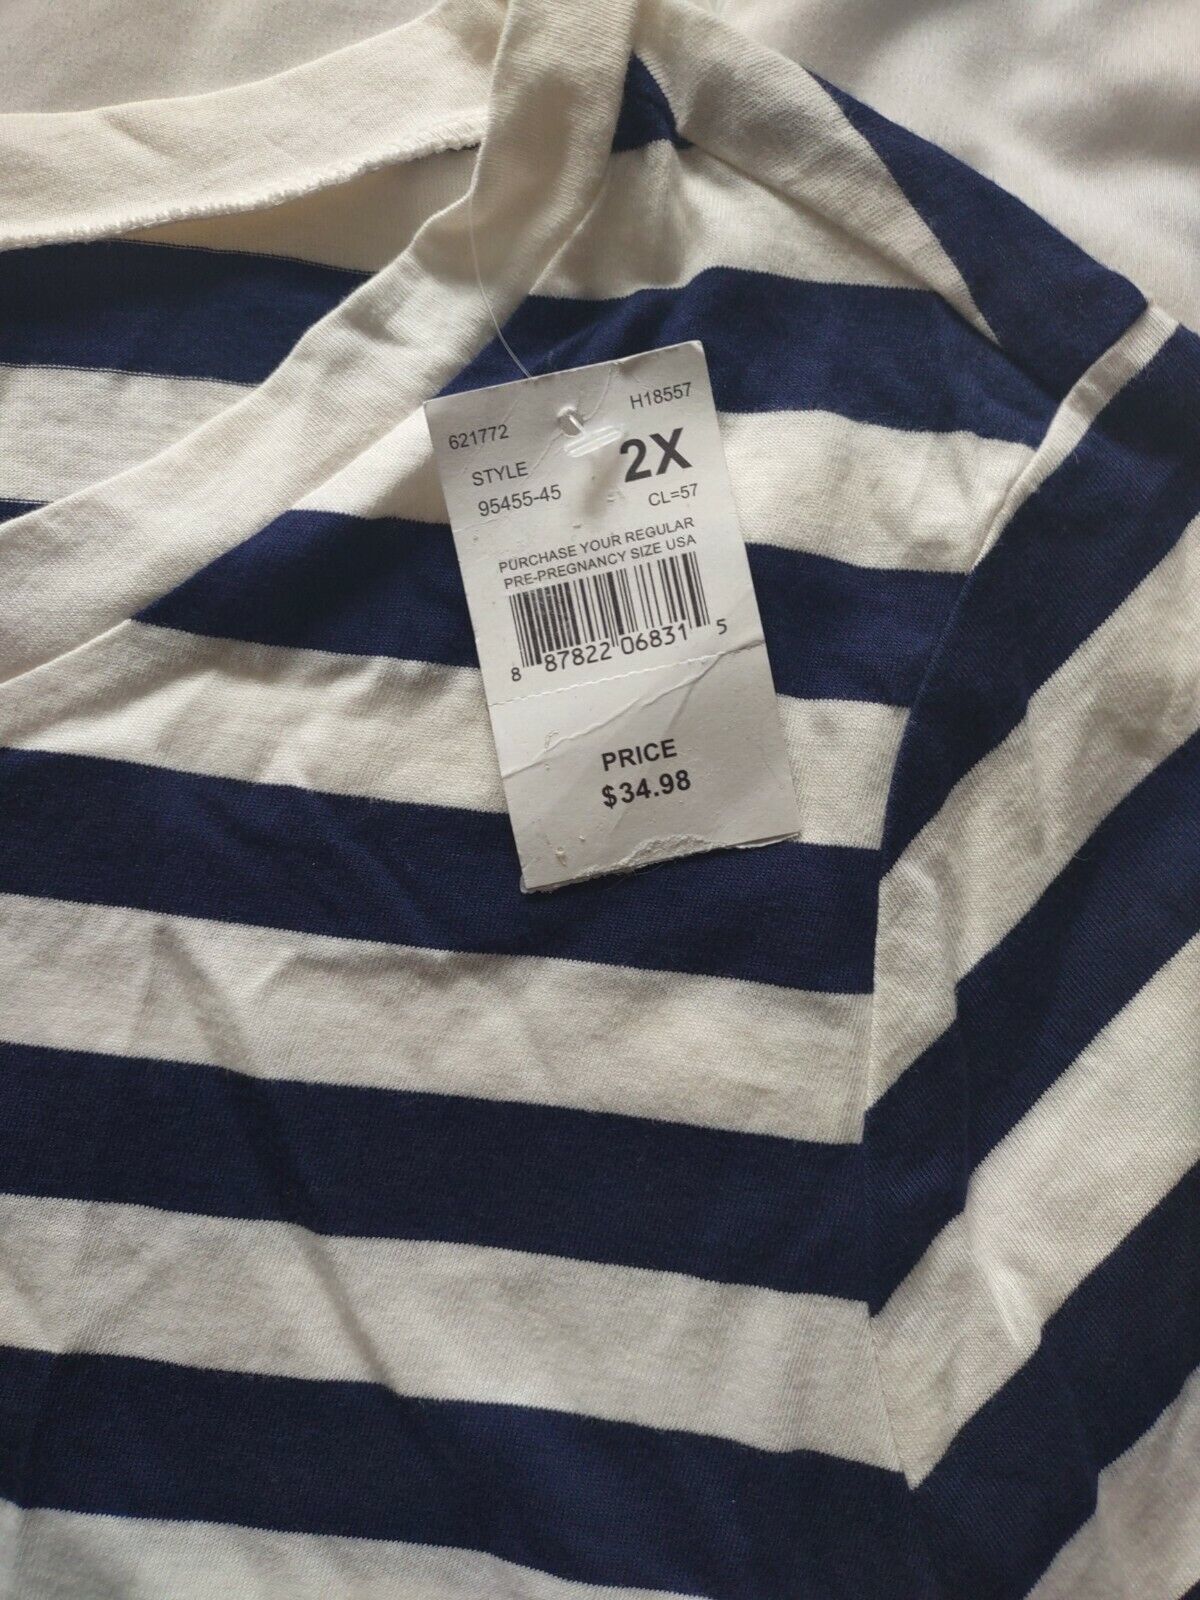 621772
H18557
STYLE
2X
95455-45
CL=57
PURCHASE YOUR REGULAR
PRE-PREGNANCY SIZE USA
8 87822 06831 5
PRICE
$34.98